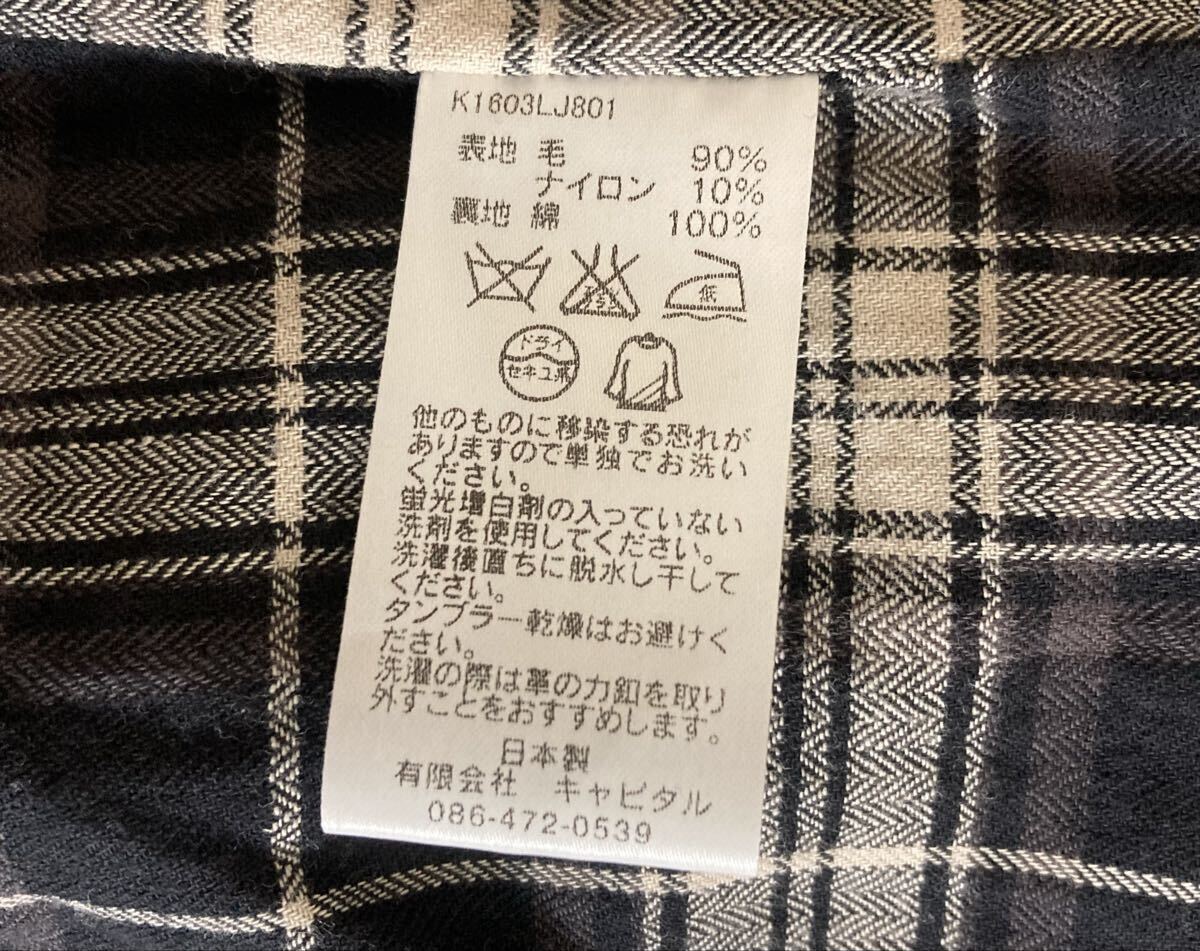 K1603LJ801
表地 毛 90%
ナイロン 10%
裏地 綿 100%
エンソサラシ
低
ドライ
セキユ系
他のものに移染する恐れが
ありますので単独でお洗い
ください。
蛍光増白剤の入っていない
洗剤を使用してください。
洗濯後直ちに脱水し干して
ください。
タンブラー乾燥はお避けく
ださい。
洗濯の際は革の力釦を取り
外すことをおすすめします。
日本製
有限会社 キャピタル
086-472-0539